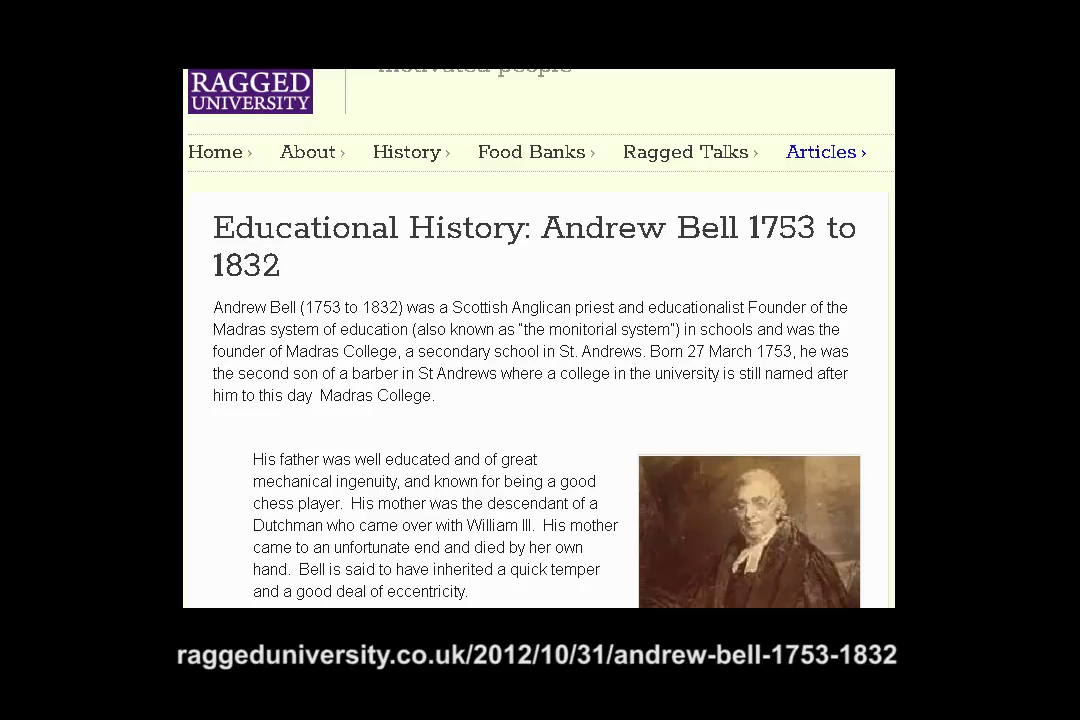 motivated people
RAGGED
UNIVERSITY
Home › About › History › Food Banks › Ragged Talks › Articles ›
Educational History: Andrew Bell 1753 to
1832
Andrew Bell (1753 to 1832) was a Scottish Anglican priest and educationalist Founder of the
Madras system of education (also known as “the monitorial system”) in schools and was the
founder of Madras College, a secondary school in St. Andrews. Born 27 March 1753, he was
the second son of a barber in St Andrews where a college in the university is still named after
him to this day  Madras College.
His father was well educated and of great
mechanical ingenuity, and known for being a good
chess player.  His mother was the descendant of a
Dutchman who came over with William III.  His mother
came to an unfortunate end and died by her own
hand.  Bell is said to have inherited a quick temper
and a good deal of eccentricity.
raggeduniversity.co.uk/2012/10/31/andrew-bell-1753-1832